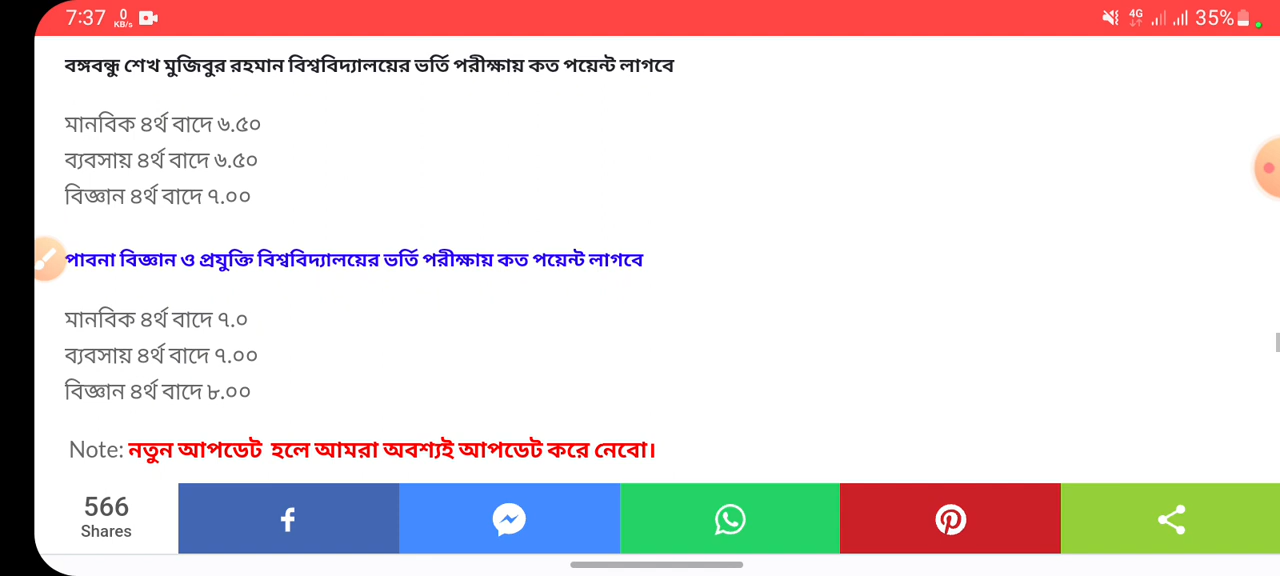 7:37 0 KB/s 4G 35%
বঙ্গবন্ধু শেখ মুজিবুর রহমান বিশ্ববিদ্যালয়ের ভর্তি পরীক্ষায় কত পয়েন্ট লাগবে
মানবিক ৪র্থ বাদে ৬.৫০
ব্যবসায় ৪র্থ বাদে ৬.৫০
বিজ্ঞান ৪র্থ বাদে ৭.০০
পাবনা বিজ্ঞান ও প্রযুক্তি বিশ্ববিদ্যালয়ের ভর্তি পরীক্ষায় কত পয়েন্ট লাগবে
মানবিক ৪র্থ বাদে ৭.০
ব্যবসায় ৪র্থ বাদে ৭.০০
বিজ্ঞান ৪র্থ বাদে ৮.০০
Note: নতুন আপডেট হলে আমরা অবশ্যই আপডেট করে নেবো।
566
Shares